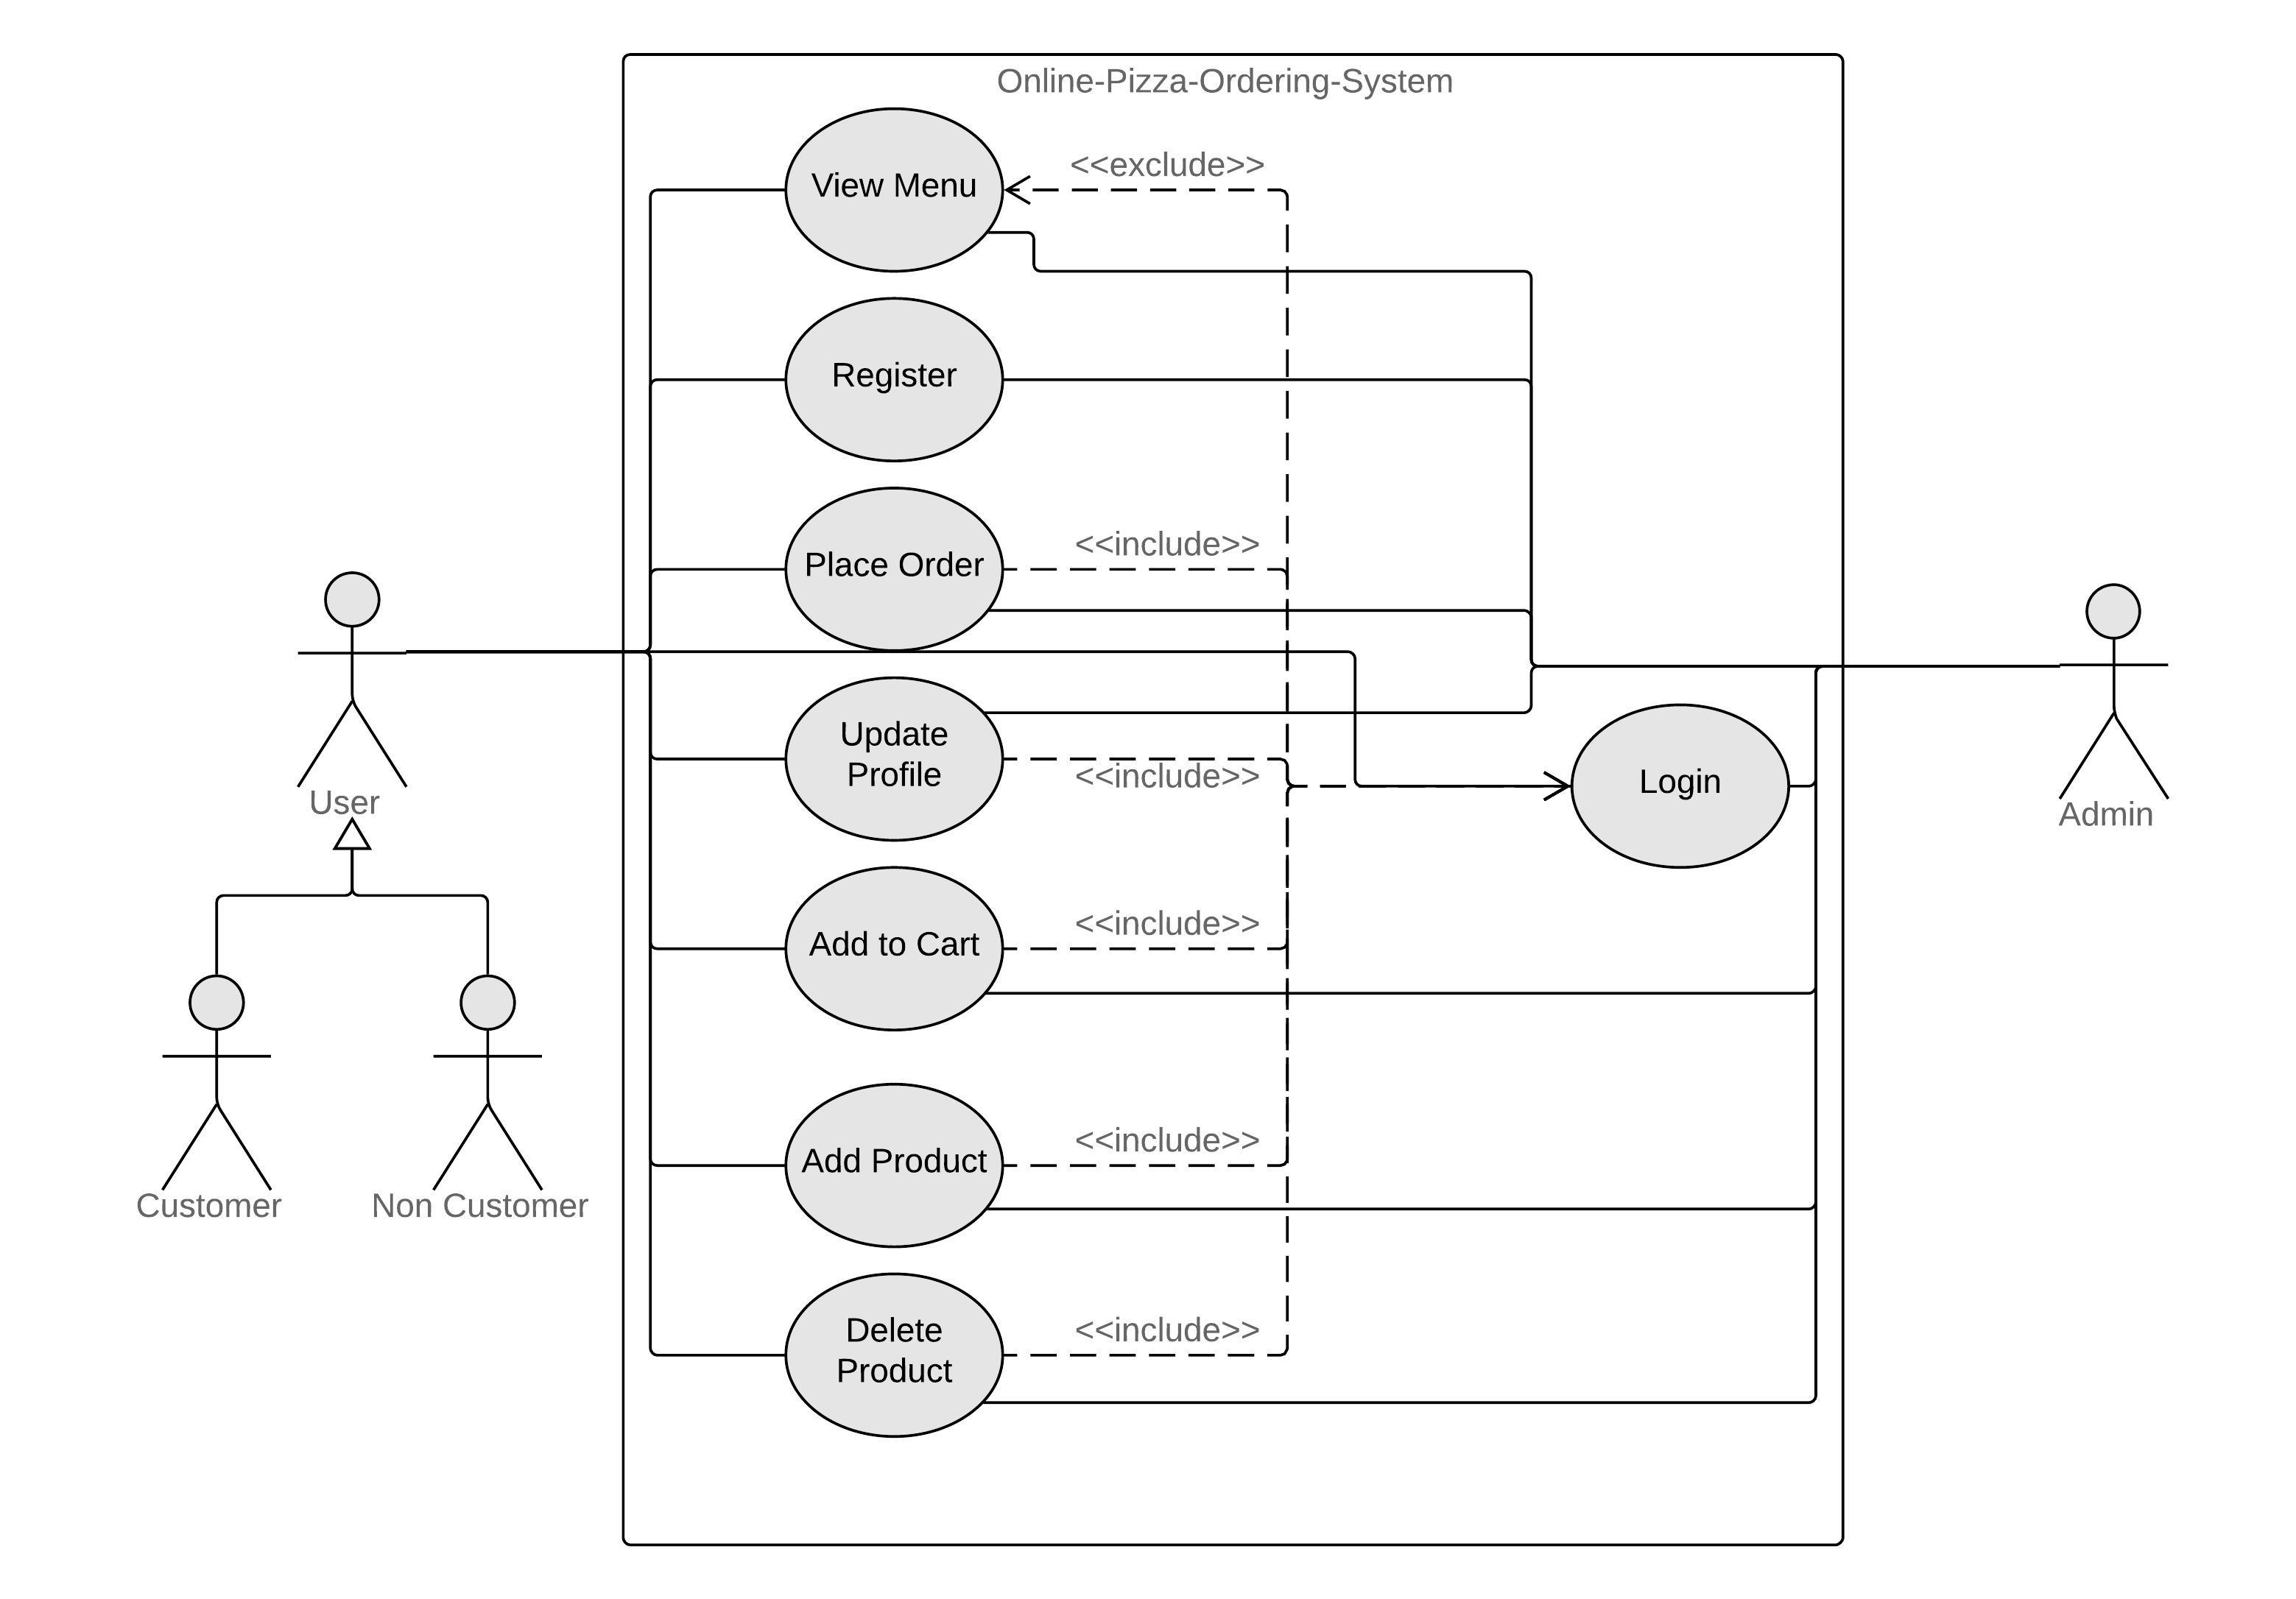 Online-Pizza-Ordering-System
View Menu
<<exclude>>
Register
Place Order
<<include>>
Update
Profile
<<include>>
Login
User
Admin
Add to Cart
<<include>>
Add Product
<<include>>
Customer
Non Customer
Delete
Product
<<include>>